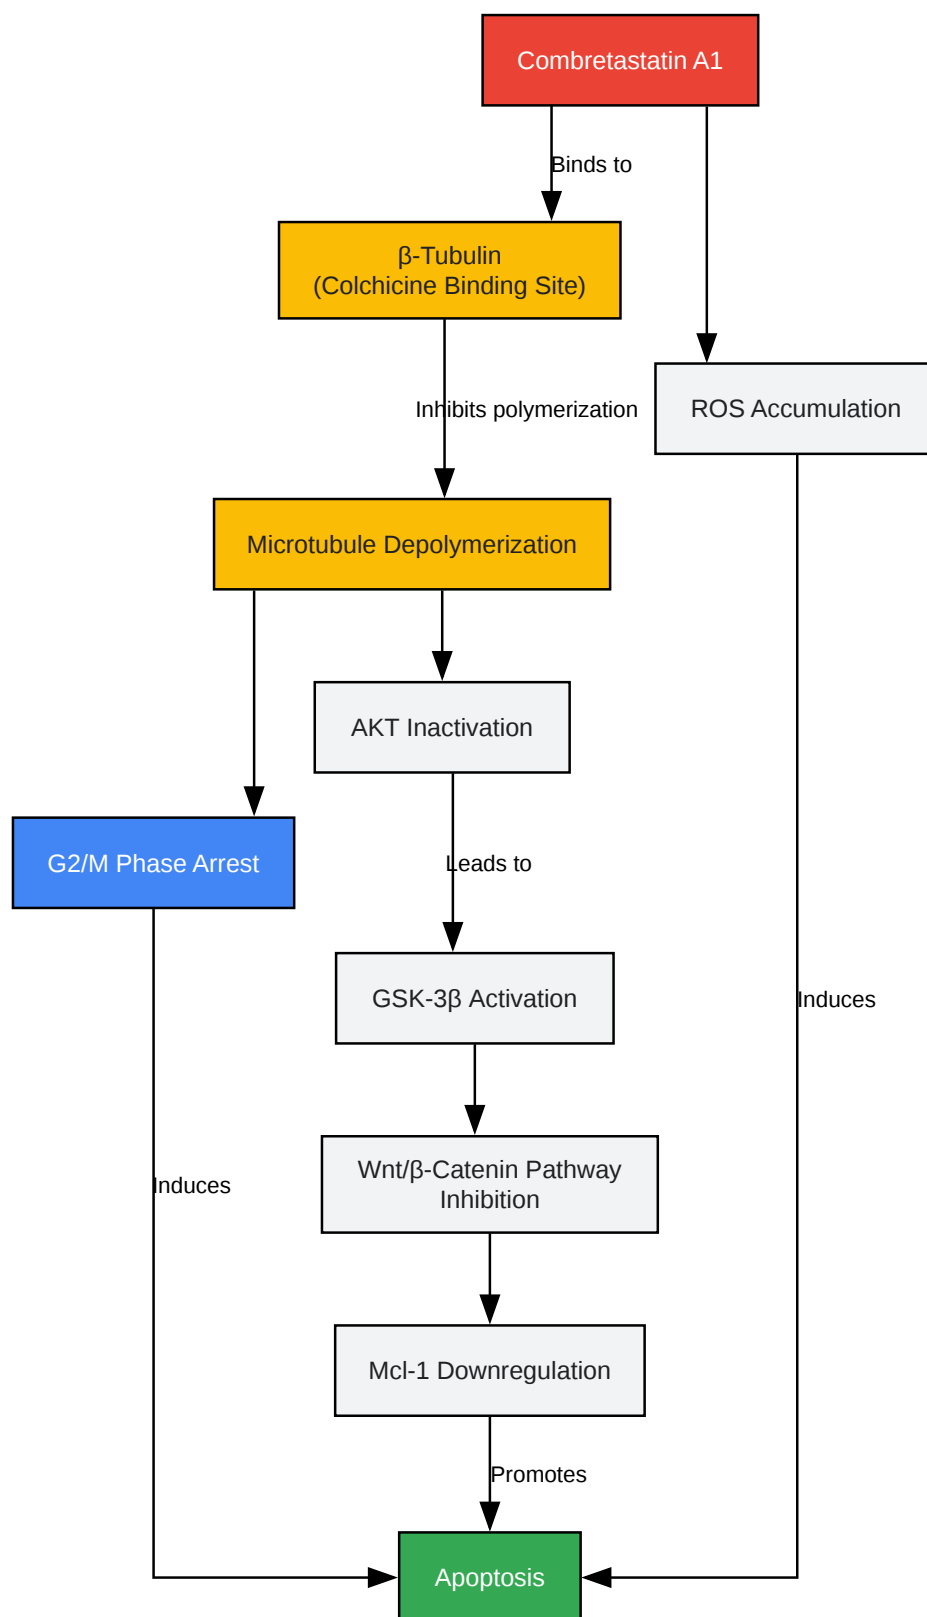 Combretastatin A1
Binds to
β-Tubulin
(Colchicine Binding Site)
Inhibits polymerization
ROS Accumulation
Microtubule Depolymerization
AKT Inactivation
G2/M Phase Arrest
Leads to
GSK-3β Activation
Induces
Wnt/β-Catenin Pathway
Inhibition
Induces
Mcl-1 Downregulation
Promotes
Apoptosis